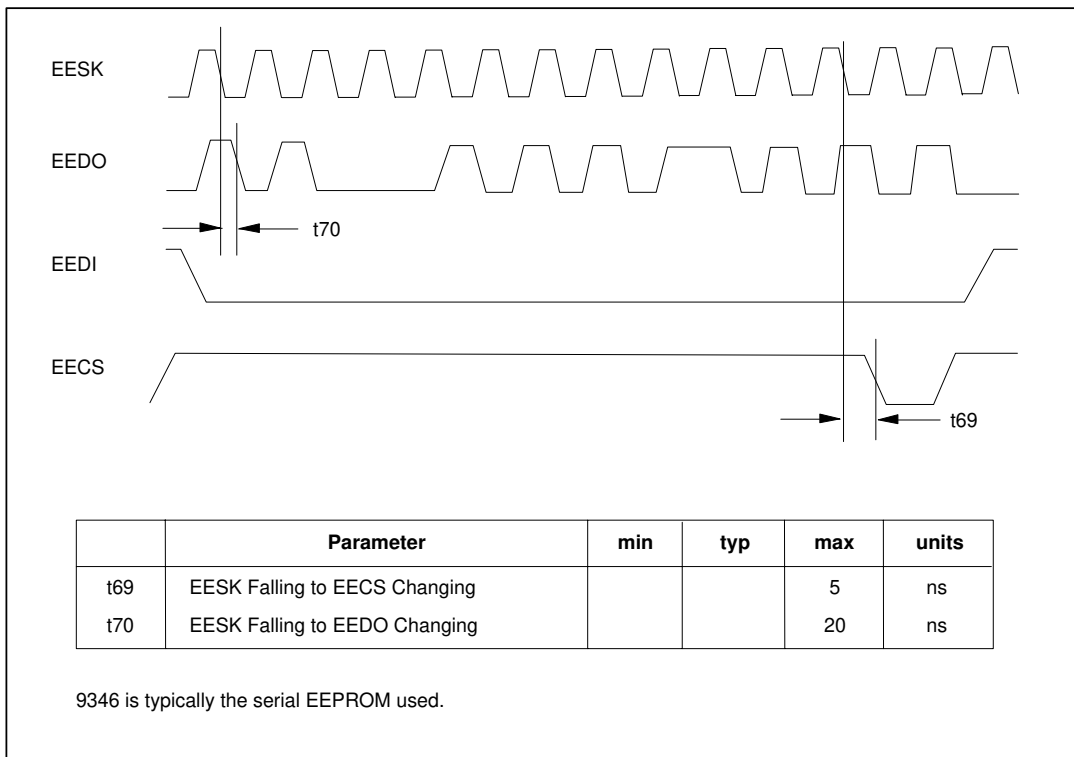 EESK
EEDO
t70
EEDI
EECS
t69
Parameter min typ max units
t69 EESK Falling to EECS Changing 5 ns
t70 EESK Falling to EEDO Changing 20 ns
9346 is typically the serial EEPROM used.